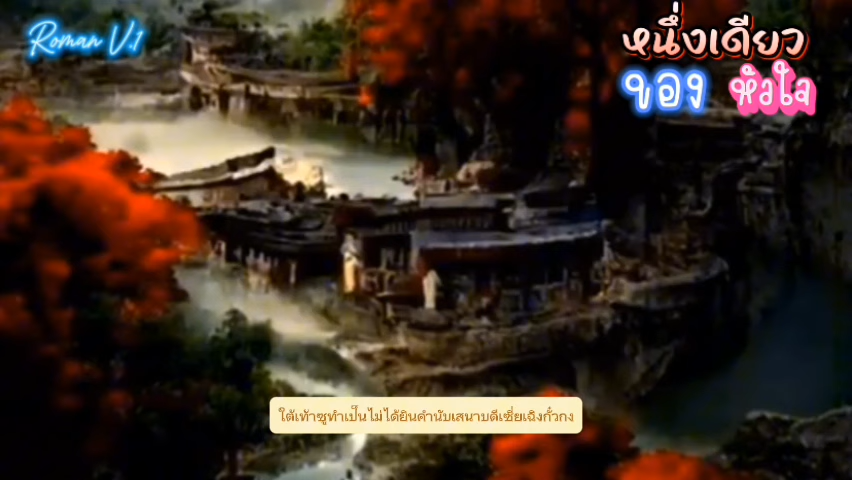 Roman V.1
หนึ่งเดียว
ของ หัวใจ
ใต้เท้าซูทำเป็นไม่ได้ยินคำนับเสนาบดีเซี่ยเฉิงกั๋วกง